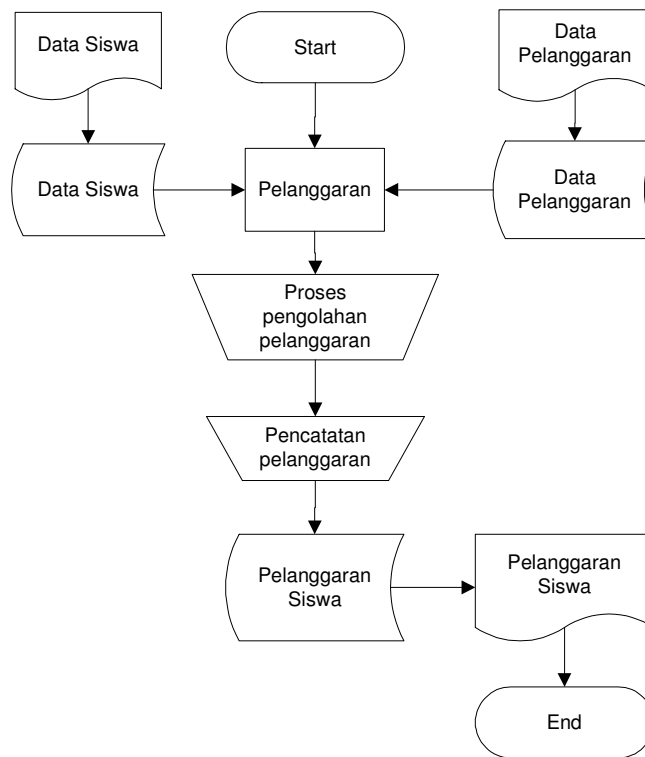 Data Siswa
Start
Data
Pelanggaran
Data Siswa
Pelanggaran
Data
Pelanggaran
Proses
pengolahan
pelanggaran
Pencatatan
pelanggaran
Pelanggaran
Siswa
Pelanggaran
Siswa
End